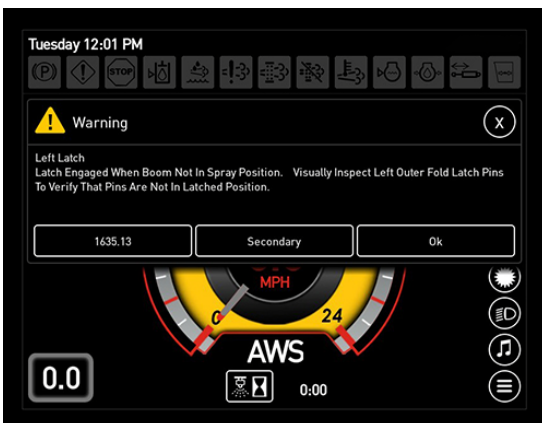 Tuesday 12:01 PM
(P) STOP
Warning X
Left Latch
Latch Engaged When Boom Not In Spray Position. Visually Inspect Left Outer Fold Latch Pins
To Verify That Pins Are Not In Latched Position.
1635.13 Secondary Ok
MPH
0 24
AWS
0.0 0:00